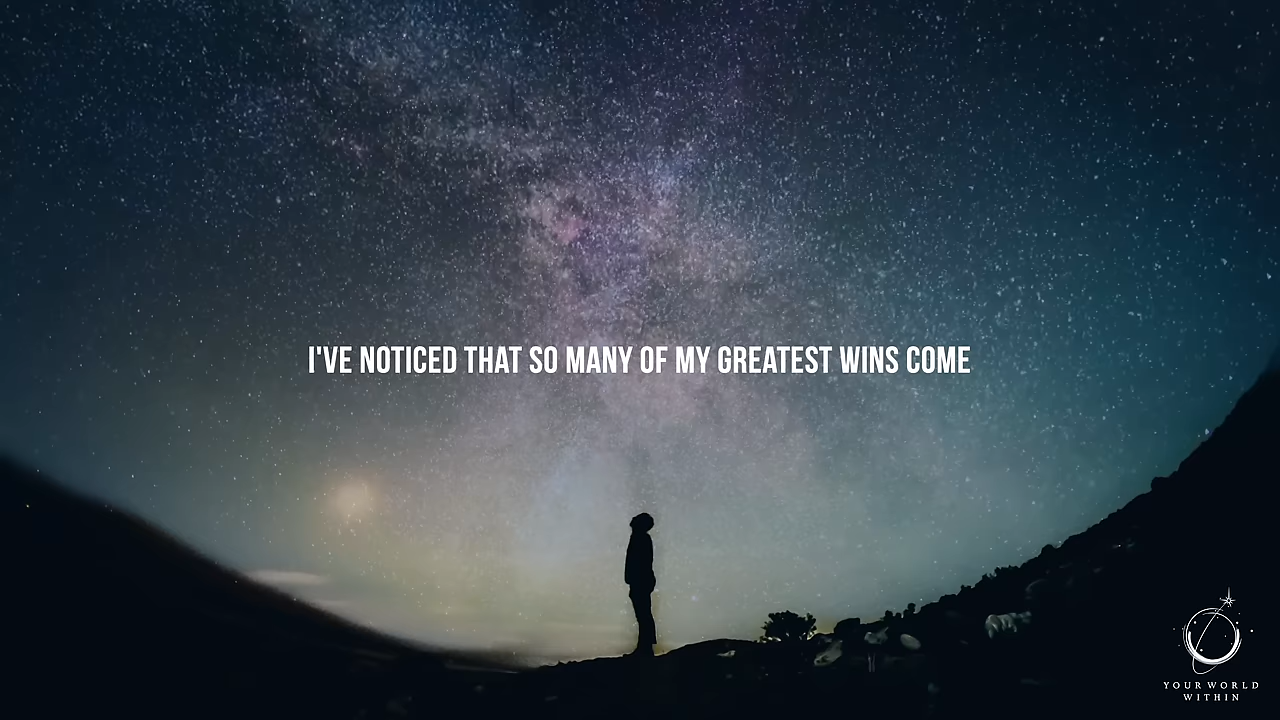 I'VE NOTICED THAT SO MANY OF MY GREATEST WINS COME
YOUR WORLD
WITHIN